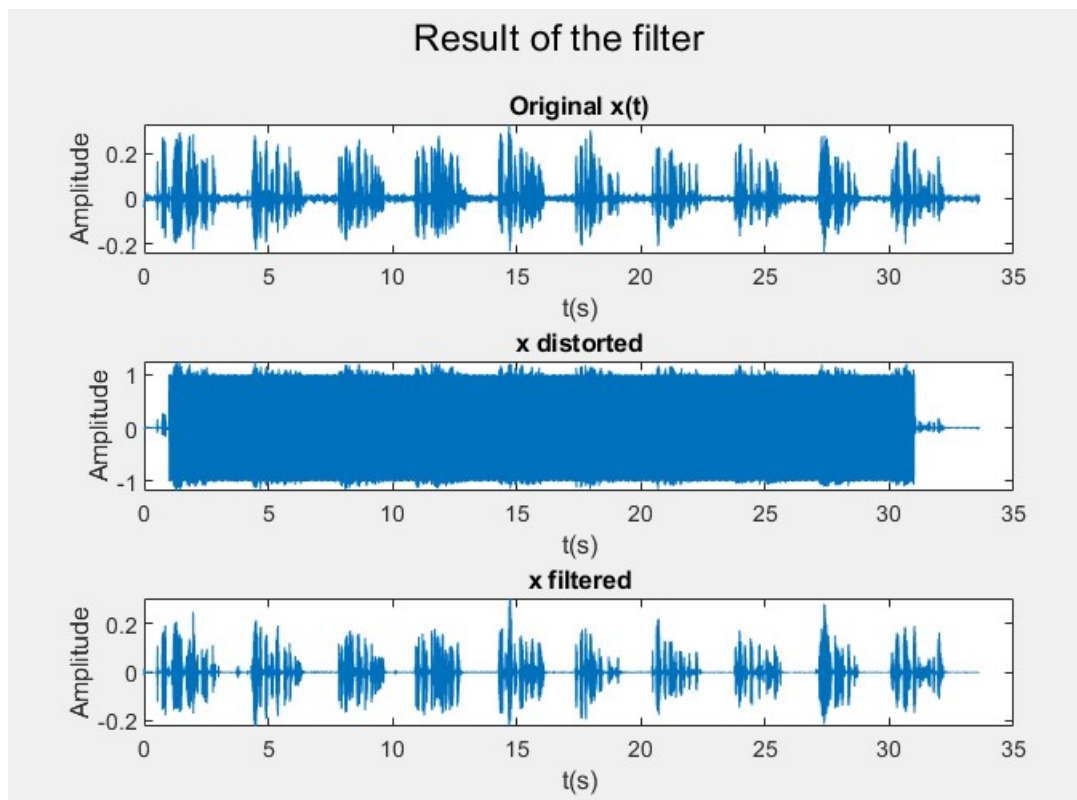 Result of the filter
Original x(t)
Amplitude
0.2
0
-0.2
0 5 10 15 20 25 30 35
t(s)
x distorted
Amplitude
1
0
-1
0 5 10 15 20 25 30 35
t(s)
x filtered
Amplitude
0.2
0
-0.2
0 5 10 15 20 25 30 35
t(s)